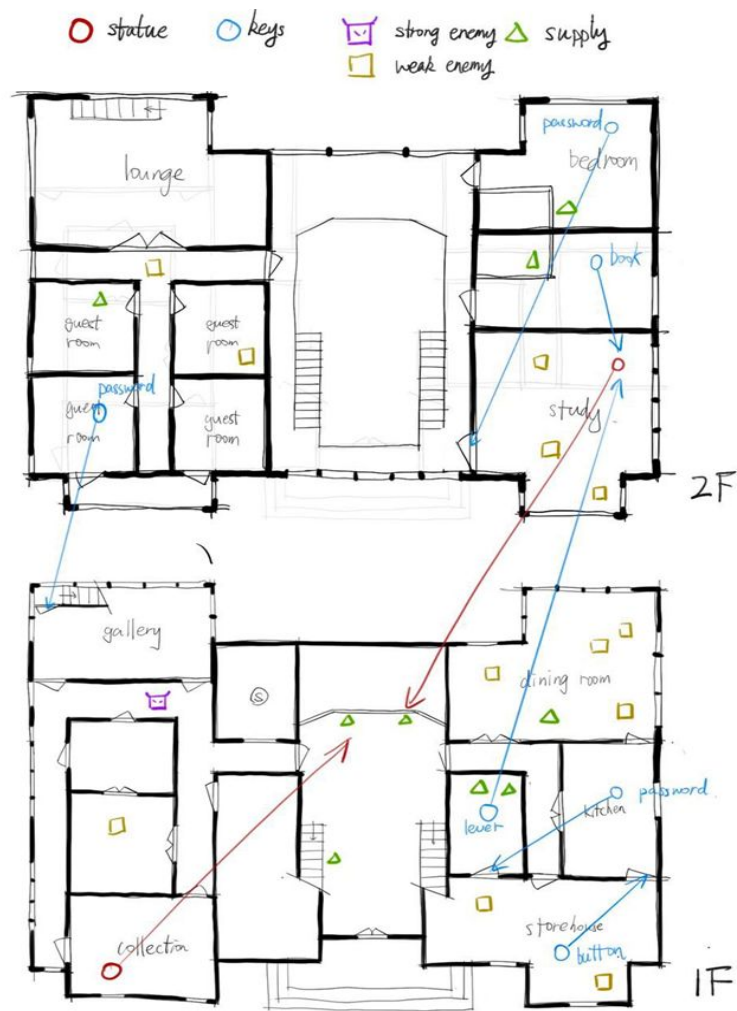 statue
keys
strong enemy
supply
weak enemy
password
bedroom
lounge
book
guest
room
guest
room
password
guest
room
guest
room
study
2F
gallery
S
dining room
password
kitchen
lever
storehouse
button
collection
1F